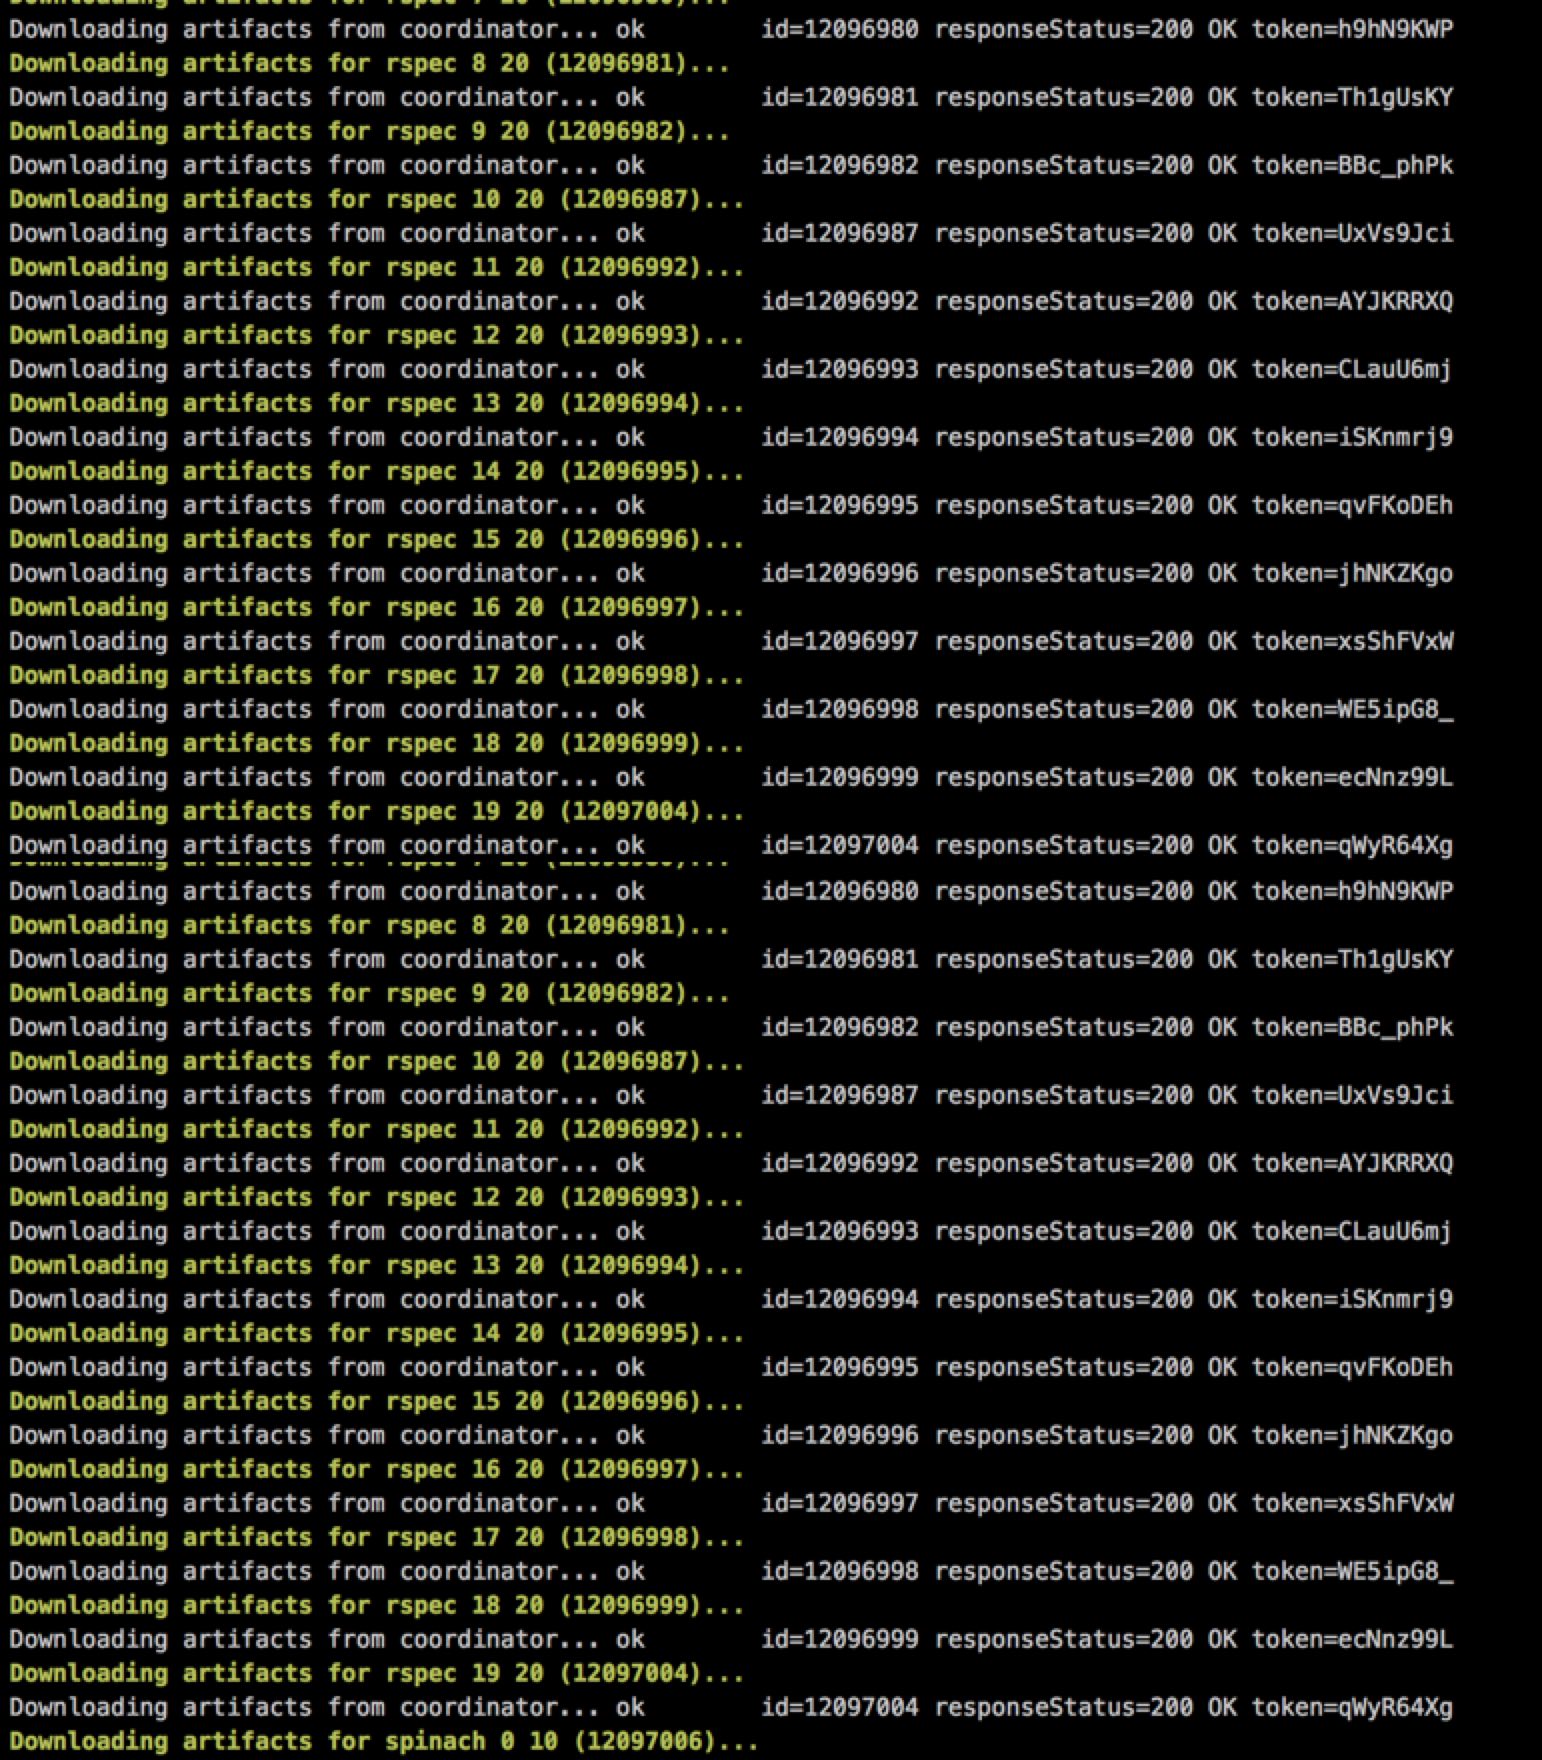 Downloading artifacts from coordinator... ok        id=12096980 responseStatus=200 OK token=h9hN9KWP
Downloading artifacts for rspec 8 20 (12096981)...
Downloading artifacts from coordinator... ok        id=12096981 responseStatus=200 OK token=Th1gUsKY
Downloading artifacts for rspec 9 20 (12096982)...
Downloading artifacts from coordinator... ok        id=12096982 responseStatus=200 OK token=BBc_phPk
Downloading artifacts for rspec 10 20 (12096987)...
Downloading artifacts from coordinator... ok        id=12096987 responseStatus=200 OK token=UxVs9Jci
Downloading artifacts for rspec 11 20 (12096992)...
Downloading artifacts from coordinator... ok        id=12096992 responseStatus=200 OK token=AYJKRRXQ
Downloading artifacts for rspec 12 20 (12096993)...
Downloading artifacts from coordinator... ok        id=12096993 responseStatus=200 OK token=CLauU6mj
Downloading artifacts for rspec 13 20 (12096994)...
Downloading artifacts from coordinator... ok        id=12096994 responseStatus=200 OK token=iSKnmrj9
Downloading artifacts for rspec 14 20 (12096995)...
Downloading artifacts from coordinator... ok        id=12096995 responseStatus=200 OK token=qvFKoDEh
Downloading artifacts for rspec 15 20 (12096996)...
Downloading artifacts from coordinator... ok        id=12096996 responseStatus=200 OK token=jhNKZKgo
Downloading artifacts for rspec 16 20 (12096997)...
Downloading artifacts from coordinator... ok        id=12096997 responseStatus=200 OK token=xsShFVxW
Downloading artifacts for rspec 17 20 (12096998)...
Downloading artifacts from coordinator... ok        id=12096998 responseStatus=200 OK token=WE5ipG8_
Downloading artifacts for rspec 18 20 (12096999)...
Downloading artifacts from coordinator... ok        id=12096999 responseStatus=200 OK token=ecNnz99L
Downloading artifacts for rspec 19 20 (12097004)...
Downloading artifacts from coordinator... ok        id=12097004 responseStatus=200 OK token=qWyR64Xg
Downloading artifacts from coordinator... ok        id=12096980 responseStatus=200 OK token=h9hN9KWP
Downloading artifacts for rspec 8 20 (12096981)...
Downloading artifacts from coordinator... ok        id=12096981 responseStatus=200 OK token=Th1gUsKY
Downloading artifacts for rspec 9 20 (12096982)...
Downloading artifacts from coordinator... ok        id=12096982 responseStatus=200 OK token=BBc_phPk
Downloading artifacts for rspec 10 20 (12096987)...
Downloading artifacts from coordinator... ok        id=12096987 responseStatus=200 OK token=UxVs9Jci
Downloading artifacts for rspec 11 20 (12096992)...
Downloading artifacts from coordinator... ok        id=12096992 responseStatus=200 OK token=AYJKRRXQ
Downloading artifacts for rspec 12 20 (12096993)...
Downloading artifacts from coordinator... ok        id=12096993 responseStatus=200 OK token=CLauU6mj
Downloading artifacts for rspec 13 20 (12096994)...
Downloading artifacts from coordinator... ok        id=12096994 responseStatus=200 OK token=iSKnmrj9
Downloading artifacts for rspec 14 20 (12096995)...
Downloading artifacts from coordinator... ok        id=12096995 responseStatus=200 OK token=qvFKoDEh
Downloading artifacts for rspec 15 20 (12096996)...
Downloading artifacts from coordinator... ok        id=12096996 responseStatus=200 OK token=jhNKZKgo
Downloading artifacts for rspec 16 20 (12096997)...
Downloading artifacts from coordinator... ok        id=12096997 responseStatus=200 OK token=xsShFVxW
Downloading artifacts for rspec 17 20 (12096998)...
Downloading artifacts from coordinator... ok        id=12096998 responseStatus=200 OK token=WE5ipG8_
Downloading artifacts for rspec 18 20 (12096999)...
Downloading artifacts from coordinator... ok        id=12096999 responseStatus=200 OK token=ecNnz99L
Downloading artifacts for rspec 19 20 (12097004)...
Downloading artifacts from coordinator... ok        id=12097004 responseStatus=200 OK token=qWyR64Xg
Downloading artifacts for spinach 0 10 (12097006)...